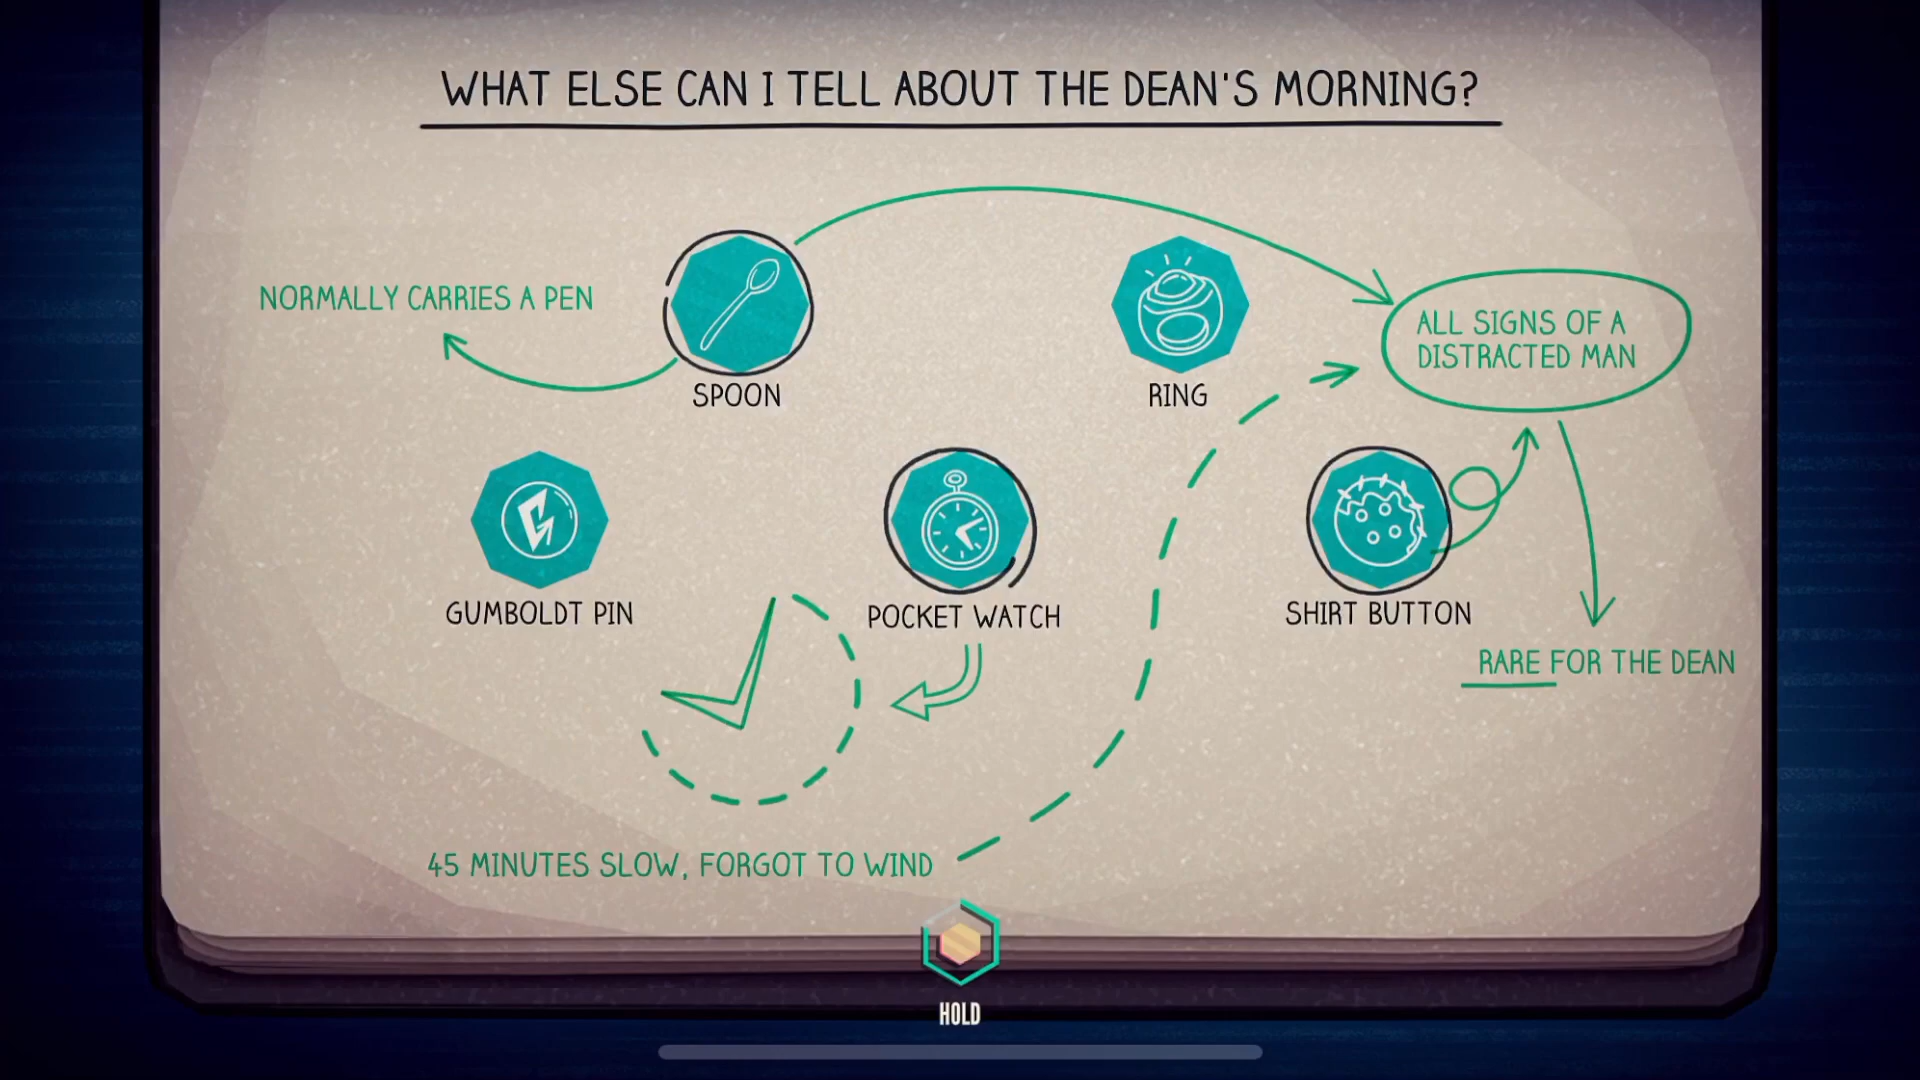 WHAT ELSE CAN I TELL ABOUT THE DEAN'S MORNING?
NORMALLY CARRIES A PEN
SPOON
RING
ALL SIGNS OF A
DISTRACTED MAN
GUMBOLDT PIN
POCKET WATCH
SHIRT BUTTON
RARE FOR THE DEAN
45 MINUTES SLOW, FORGOT TO WIND
HOLD